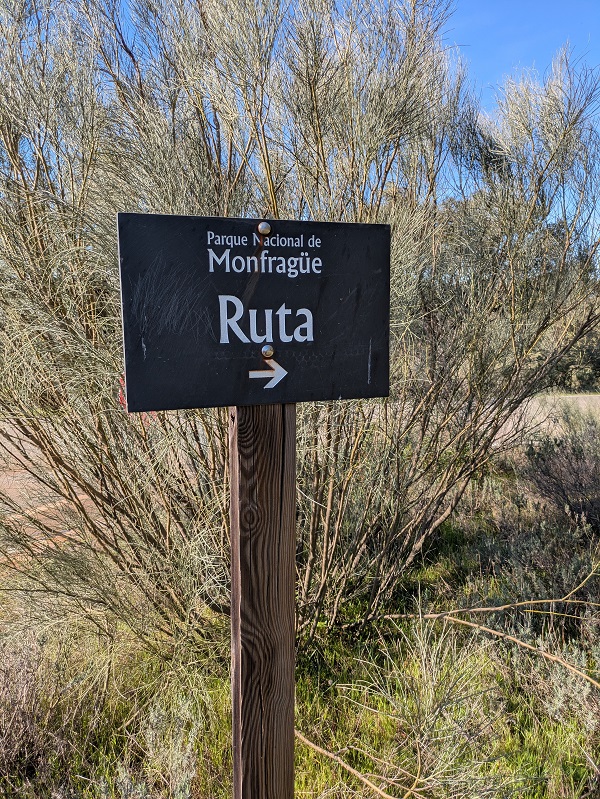 Parque Nacional de
Monfragüe
Ruta